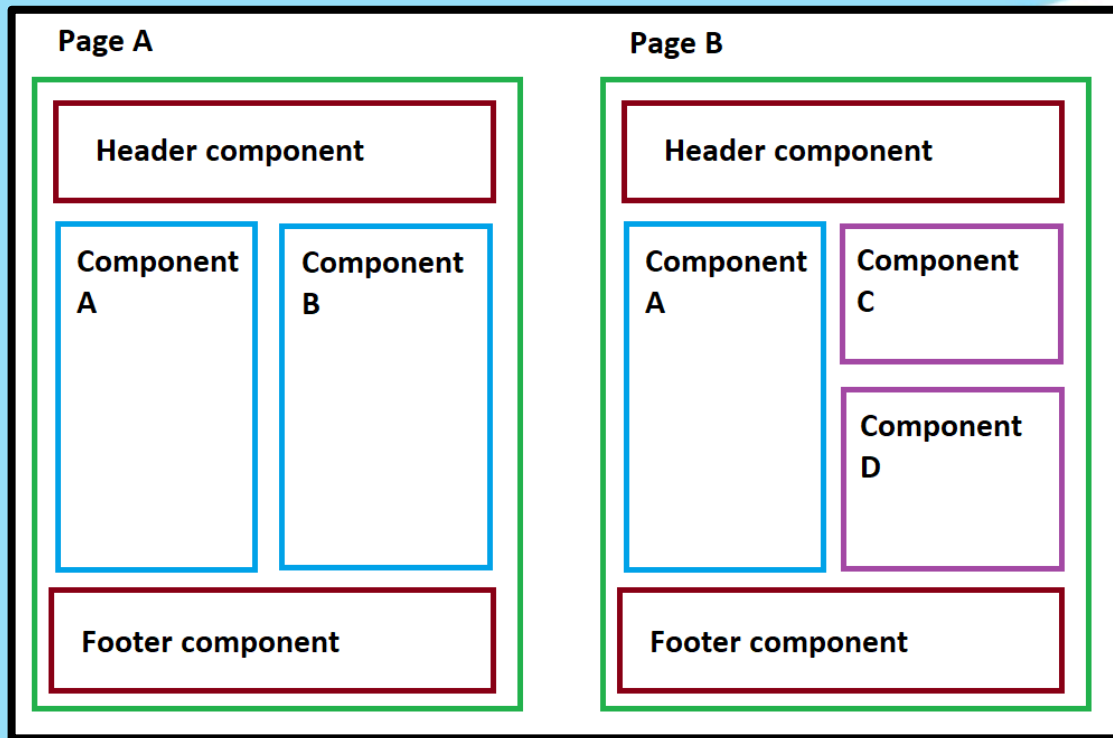 Page A
Header component
Component
A
Component
B
Footer component
Page B
Header component
Component
A
Component
C
Component
D
Footer component